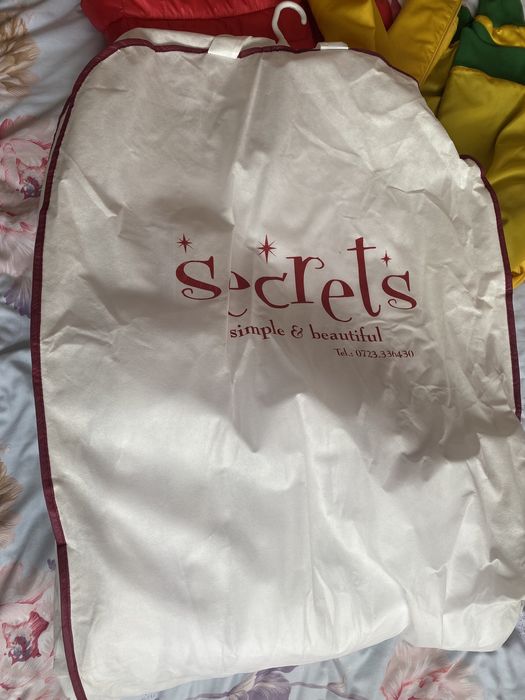 secrets
simple & beautiful
Tel.: 0723.336430